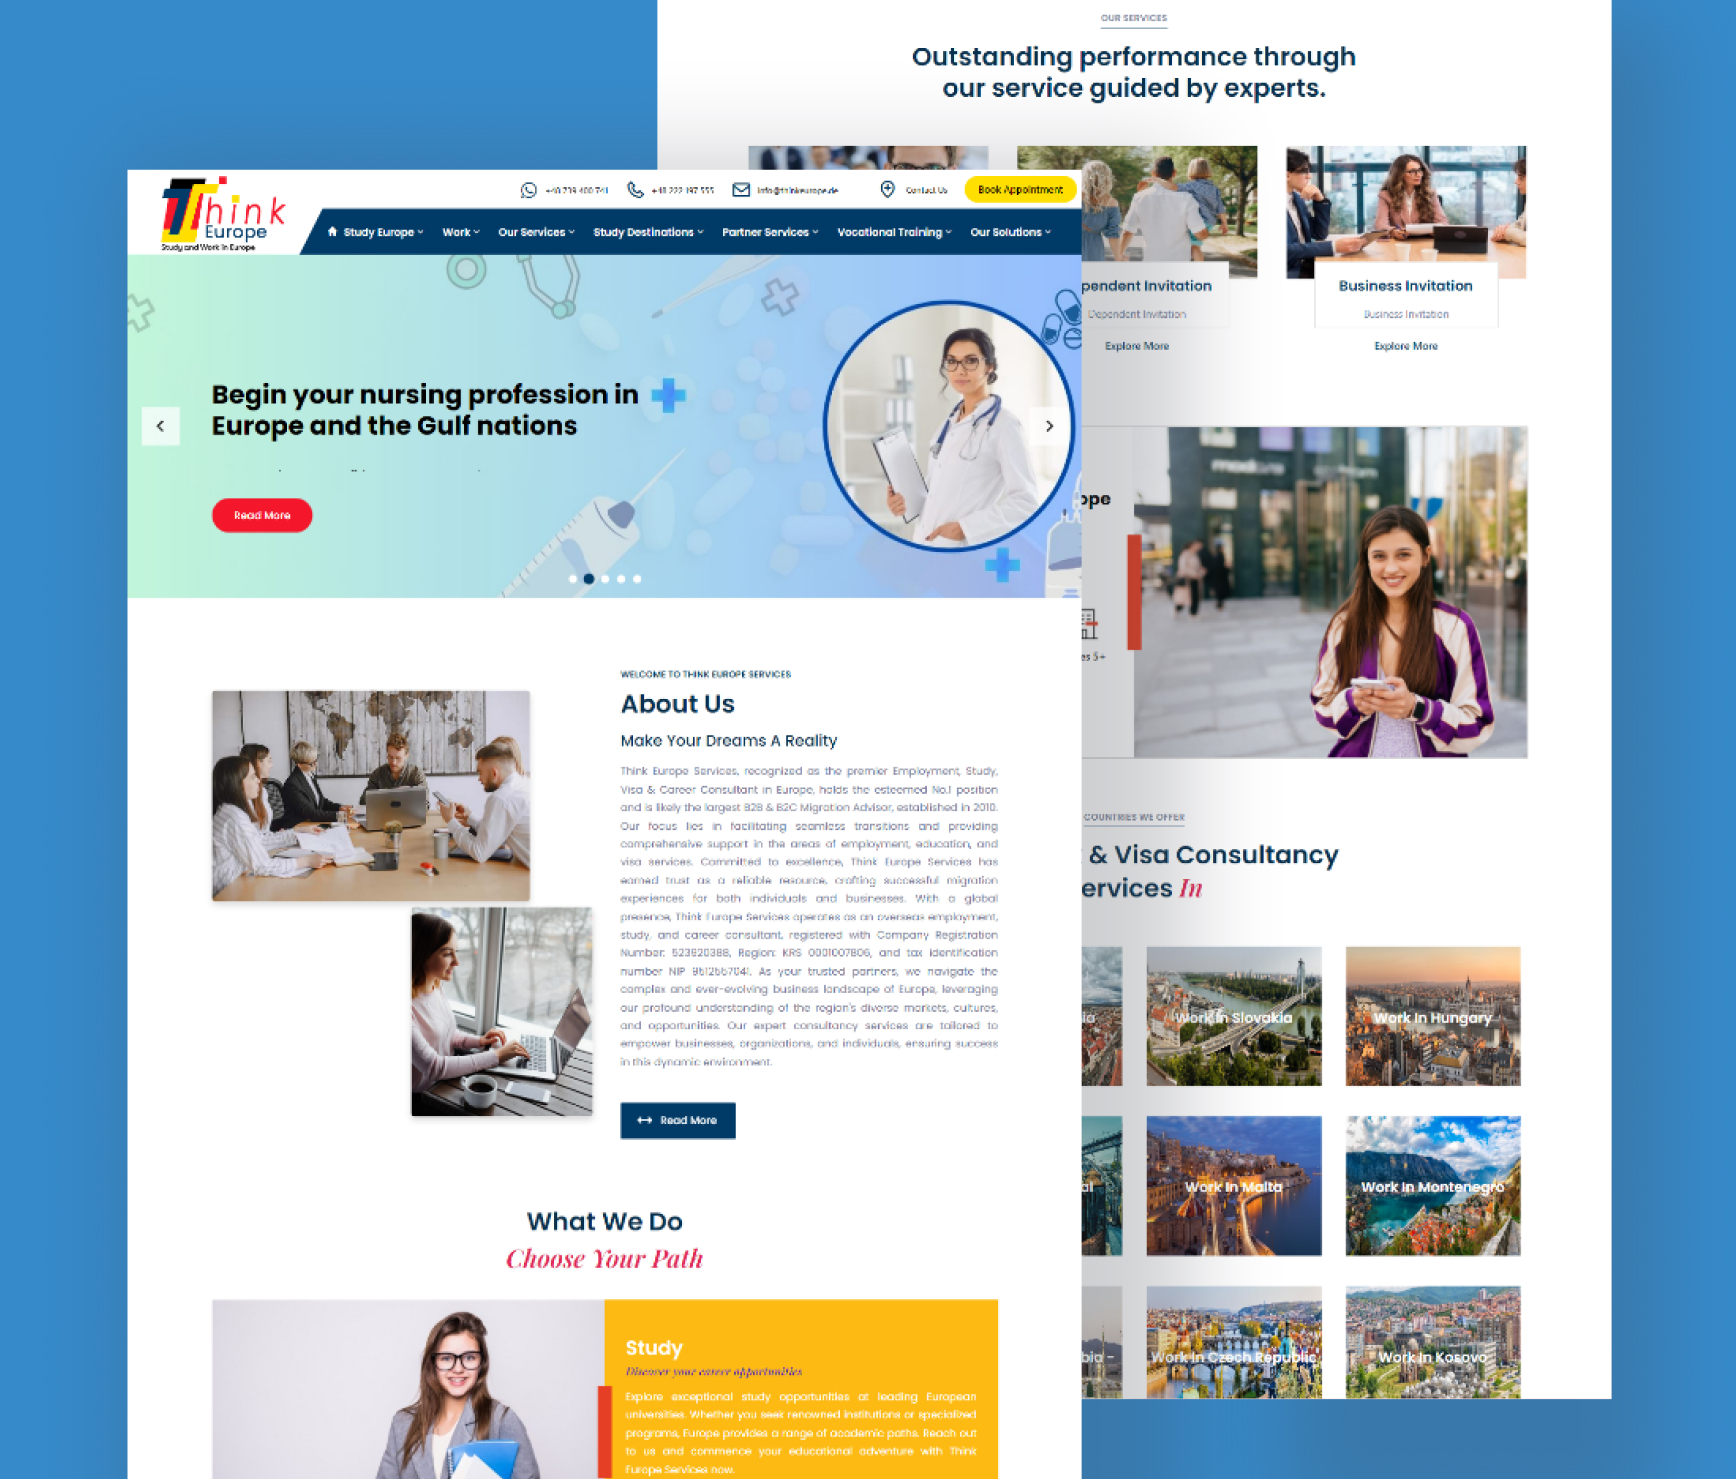 OUR SERVICES
Outstanding performance through
our service guided by experts.
pendent Invitation
Dependent Invitation
Explore More
Business Invitation
Business Invitation
Explore More
ope
es 5+
COUNTRIES WE OFFER
& Visa Consultancy
ervices In
Work In Slovakia
Work In Hungary
al
Work In Malta
Work In Montenegro
bia -
Work In Czech Republic
Work In Kosovo
Think
Europe
Study and Work In Europe
+48 739 400 741
+48 222 197 555
info@thinkeurope.de
Contact Us
Book Appointment
Study Europe
Work
Our Services
Study Destinations
Partner Services
Vocational Training
Our Solutions
Begin your nursing profession in
Europe and the Gulf nations
Read More
WELCOME TO THINK EUROPE SERVICES
About Us
Make Your Dreams A Reality
Think Europe Services, recognized as the premier Employment, Study,
Visa & Career Consultant in Europe, holds the esteemed No.1 position
and is likely the largest B2B & B2C Migration Advisor, established in 2010.
Our focus lies in facilitating seamless transitions and providing
comprehensive support in the areas of employment, education, and
visa services. Committed to excellence, Think Europe Services has
earned trust as a reliable resource, crafting successful migration
experiences for both individuals and businesses. With a global
presence, Think Europe Services operates as an overseas employment,
study, and career consultant, registered with Company Registration
Number: 523920388, Region: KRS 0001007806, and tax identification
number NIP 9512557041. As your trusted partners, we navigate the
complex and ever-evolving business landscape of Europe, leveraging
our profound understanding of the region's diverse markets, cultures,
and opportunities. Our expert consultancy services are tailored to
empower businesses, organizations, and individuals, ensuring success
in this dynamic environment.
Read More
What We Do
Choose Your Path
Study
Discover your career opportunities
Explore exceptional study opportunities at leading European
universities. Whether you seek renowned institutions or specialized
programs, Europe provides a range of academic paths. Reach out
to us and commence your educational adventure with Think
Europe Services now.